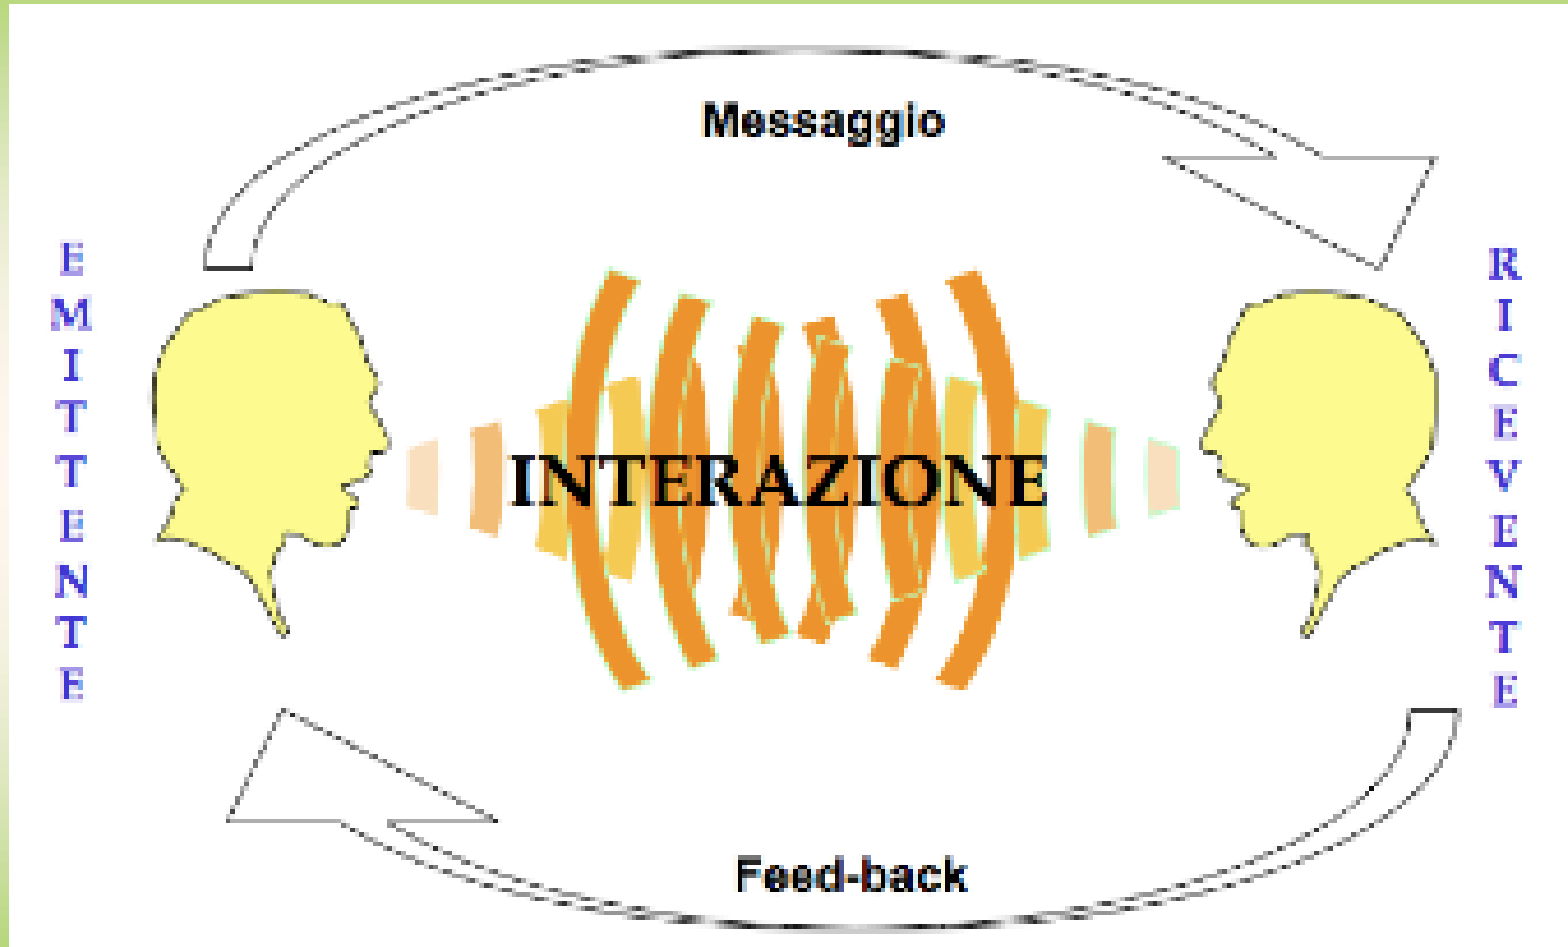 Messaggio
EMITTENTE
INTERAZIONE
RICEVENTE
Feed-back